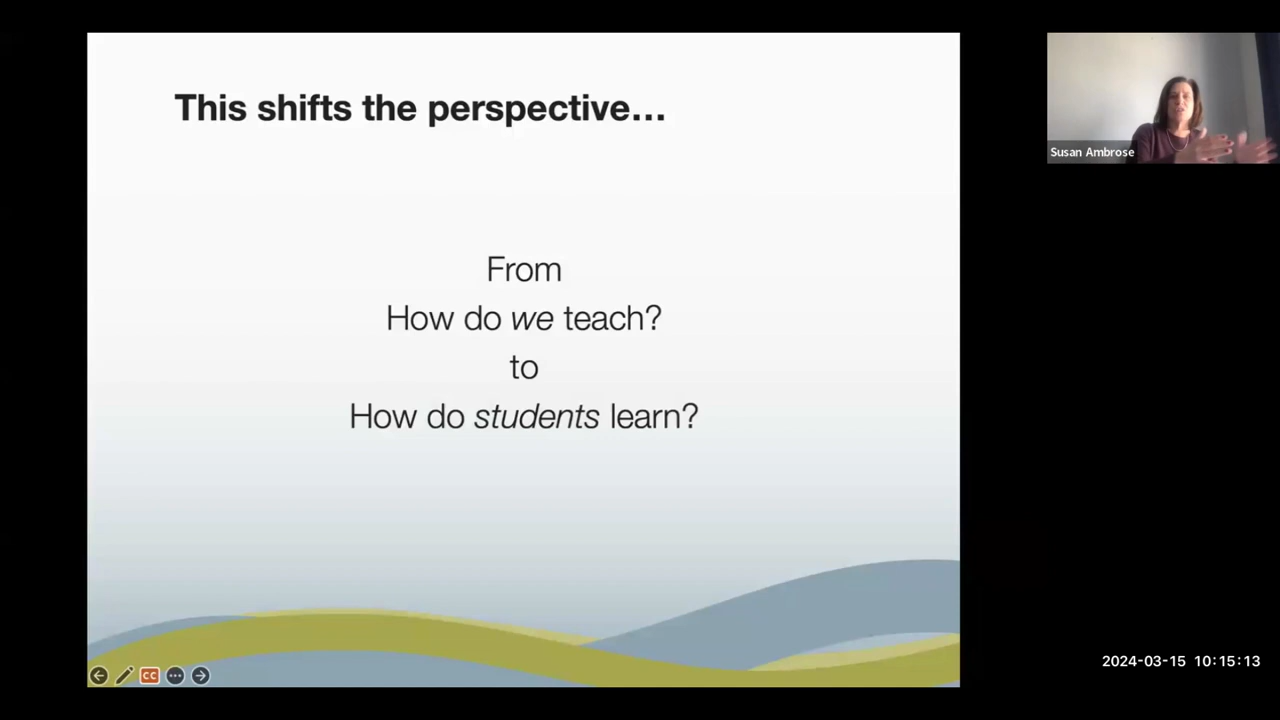 This shifts the perspective...
From
How do we teach?
to
How do students learn?
CC
Susan Ambrose
2024-03-15 10:15:13